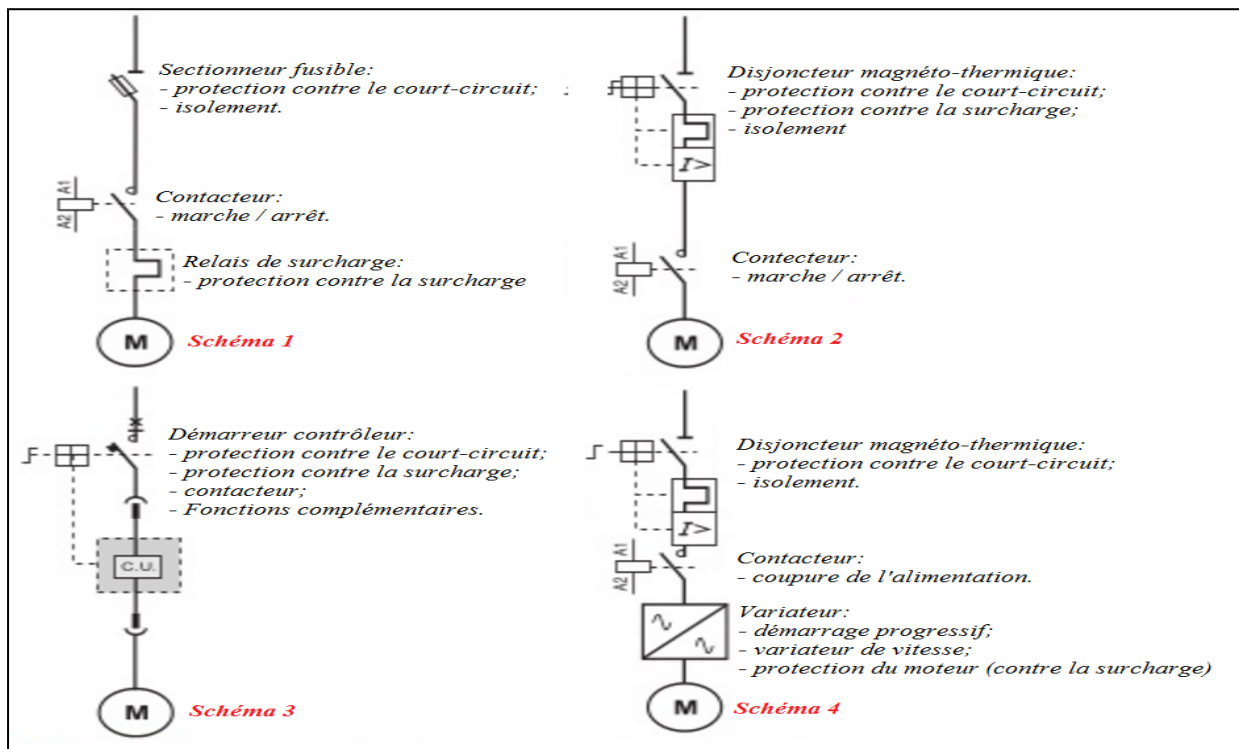 Sectionneur fusible:
- protection contre le court-circuit;
- isolement.
A1
A2
Contacteur:
- marche / arrêt.
Relais de surcharge:
- protection contre la surcharge
M
Schéma 1
Disjoncteur magnéto-thermique:
- protection contre le court-circuit;
- protection contre la surcharge;
- isolement
I>
A1
A2
Contecteur:
- marche / arrêt.
M
Schéma 2
Démarreur contrôleur:
- protection contre le court-circuit;
- protection contre la surcharge;
- contacteur;
- Fonctions complémentaires.
C.U.
M
Schéma 3
Disjoncteur magnéto-thermique:
- protection contre le court-circuit;
- isolement.
I>
A1
A2
Contacteur:
- coupure de l'alimentation.
Variateur:
- démarrage progressif;
- variateur de vitesse;
- protection du moteur (contre la surcharge)
M
Schéma 4